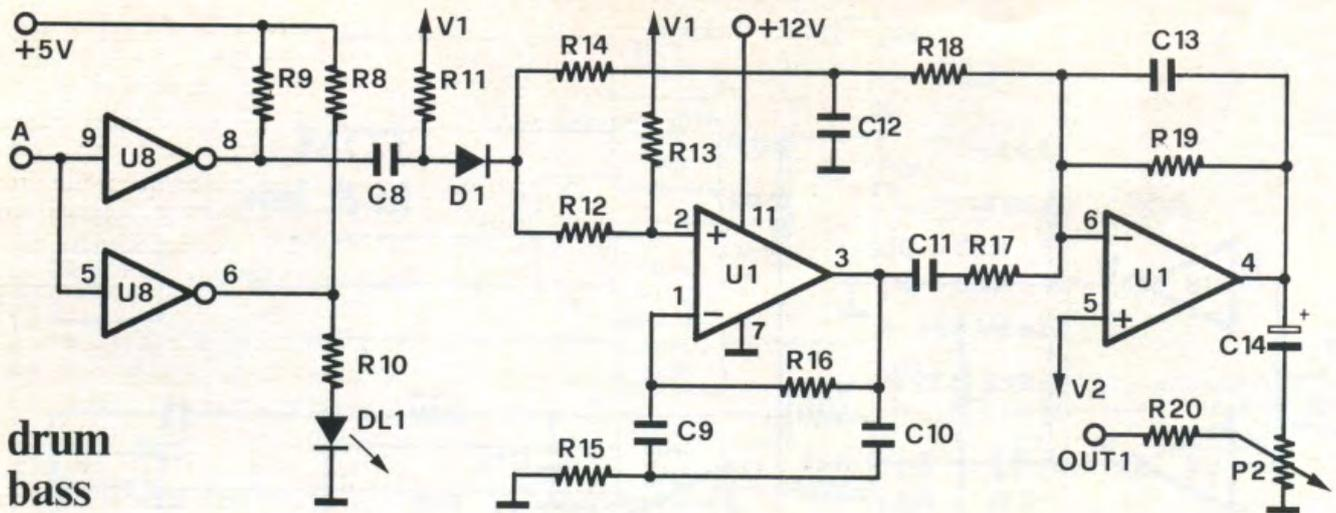 +5V
R9
R8
V1
R11
R14
V1
+12V
R18
C13
A
9
U8
8
C8
D1
R13
C12
R19
5
U8
6
R12
2
+
11
U1
3
C11
R17
6
−
U1
4
1
−
7
5
+
+
C14
R10
R16
V2
DL1
C9
C10
R20
R15
OUT1
P2
drum
bass